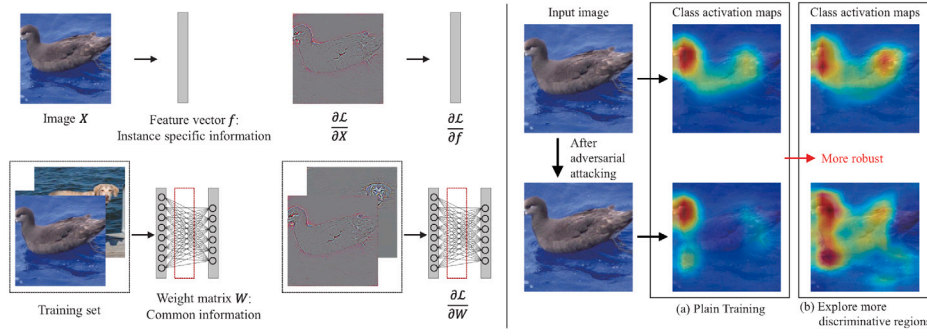 Image X
Feature vector f:
Instance specific information
∂ℒ
∂X
∂ℒ
∂f
Training set
Weight matrix W:
Common information
∂ℒ
∂W
Input image
Class activation maps
Class activation maps
After
adversarial
attacking
More robust
(a) Plain Training
(b) Explore more
discriminative regions